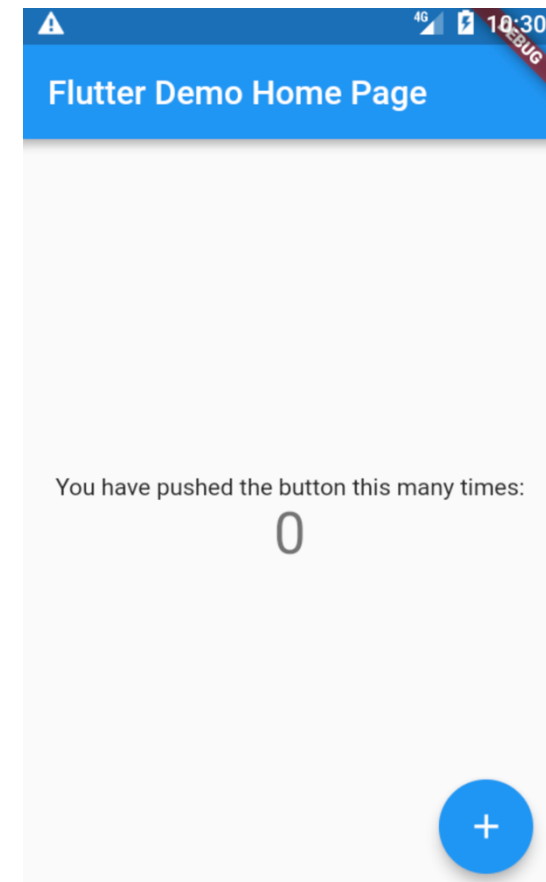 4G 10:30
DEBUG
Flutter Demo Home Page
You have pushed the button this many times:
0
+